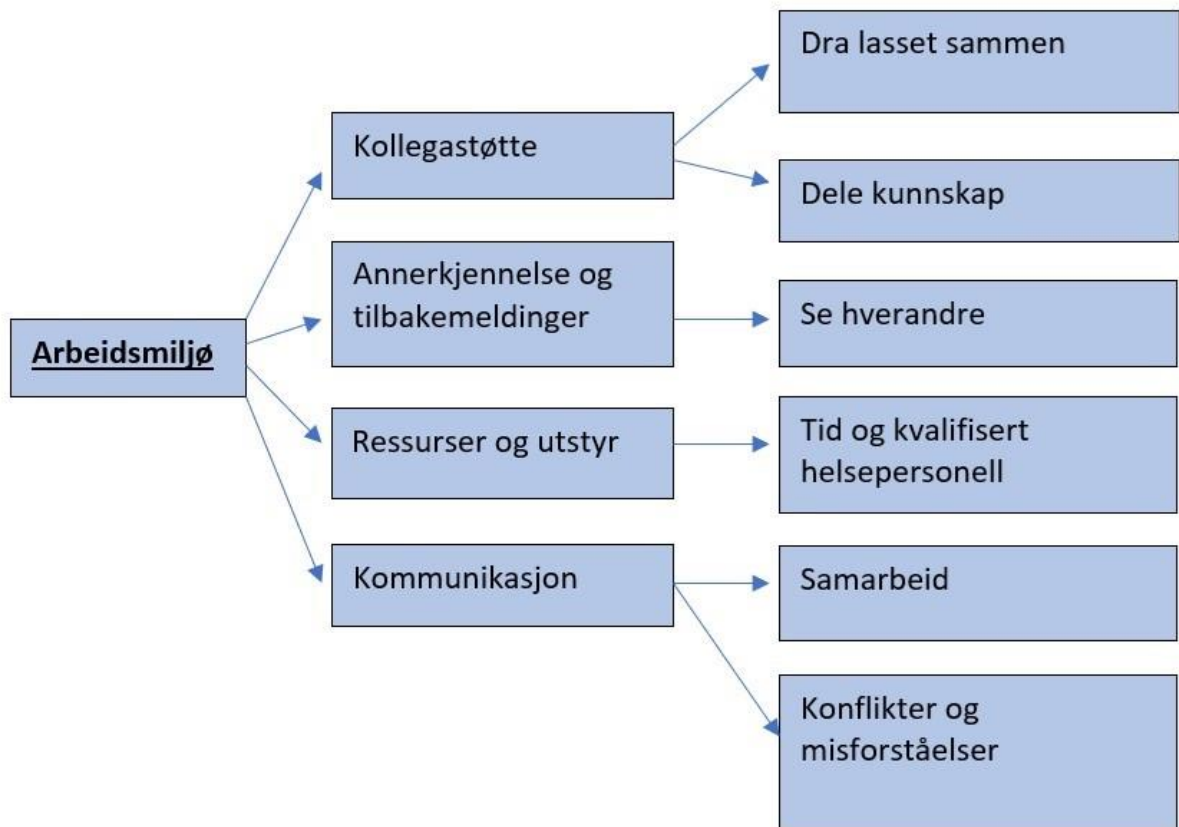 Arbeidsmiljø
Kollegastøtte
Annerkjennelse og
tilbakemeldinger
Ressurser og utstyr
Kommunikasjon
Dra lasset sammen
Dele kunnskap
Se hverandre
Tid og kvalifisert
helsepersonell
Samarbeid
Konflikter og
misforståelser